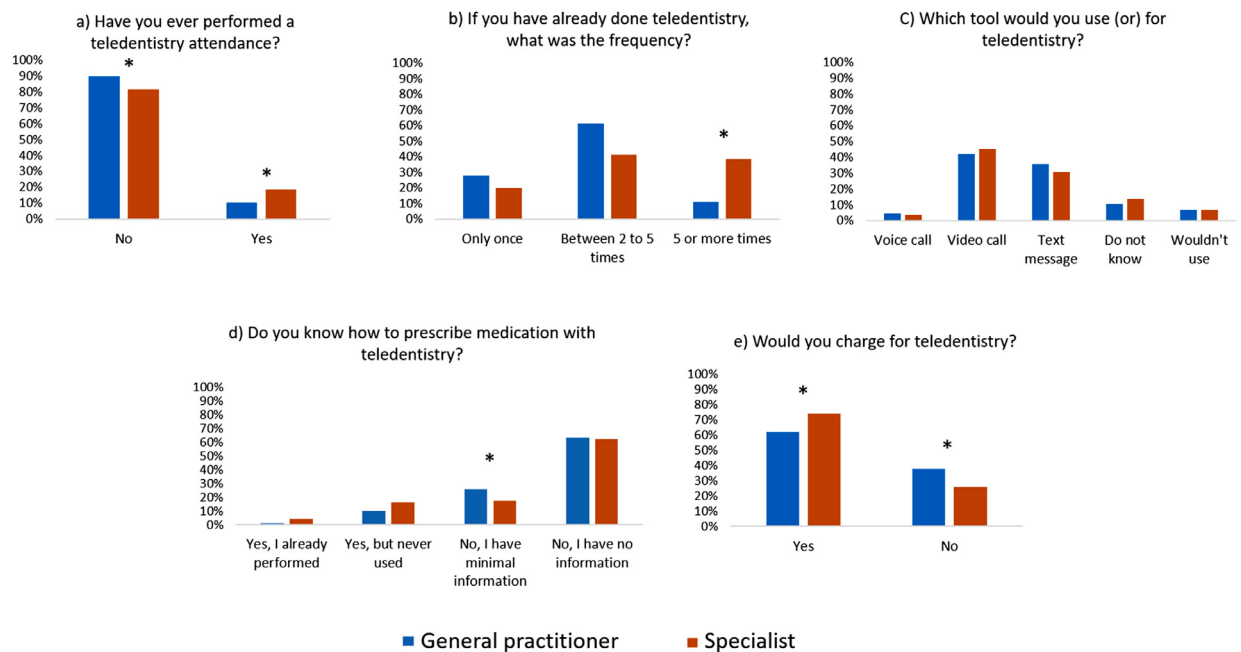 a) Have you ever performed a
teledentistry attendance?
100%
90%
80%
70%
60%
50%
40%
30%
20%
10%
0%
*
*
No
Yes
b) If you have already done teledentistry,
what was the frequency?
100%
90%
80%
70%
60%
50%
40%
30%
20%
10%
0%
*
Only once
Between 2 to 5
times
5 or more times
C) Which tool would you use (or) for
teledentistry?
100%
90%
80%
70%
60%
50%
40%
30%
20%
10%
0%
Voice call
Video call
Text
message
Do not
know
Wouldn't
use
d) Do you know how to prescribe medication with
teledentistry?
100%
90%
80%
70%
60%
50%
40%
30%
20%
10%
0%
*
Yes, I already
performed
Yes, but never
used
No, I have
minimal
information
No, I have no
information
e) Would you charge for teledentistry?
100%
90%
80%
70%
60%
50%
40%
30%
20%
10%
0%
*
*
Yes
No
General practitioner
Specialist